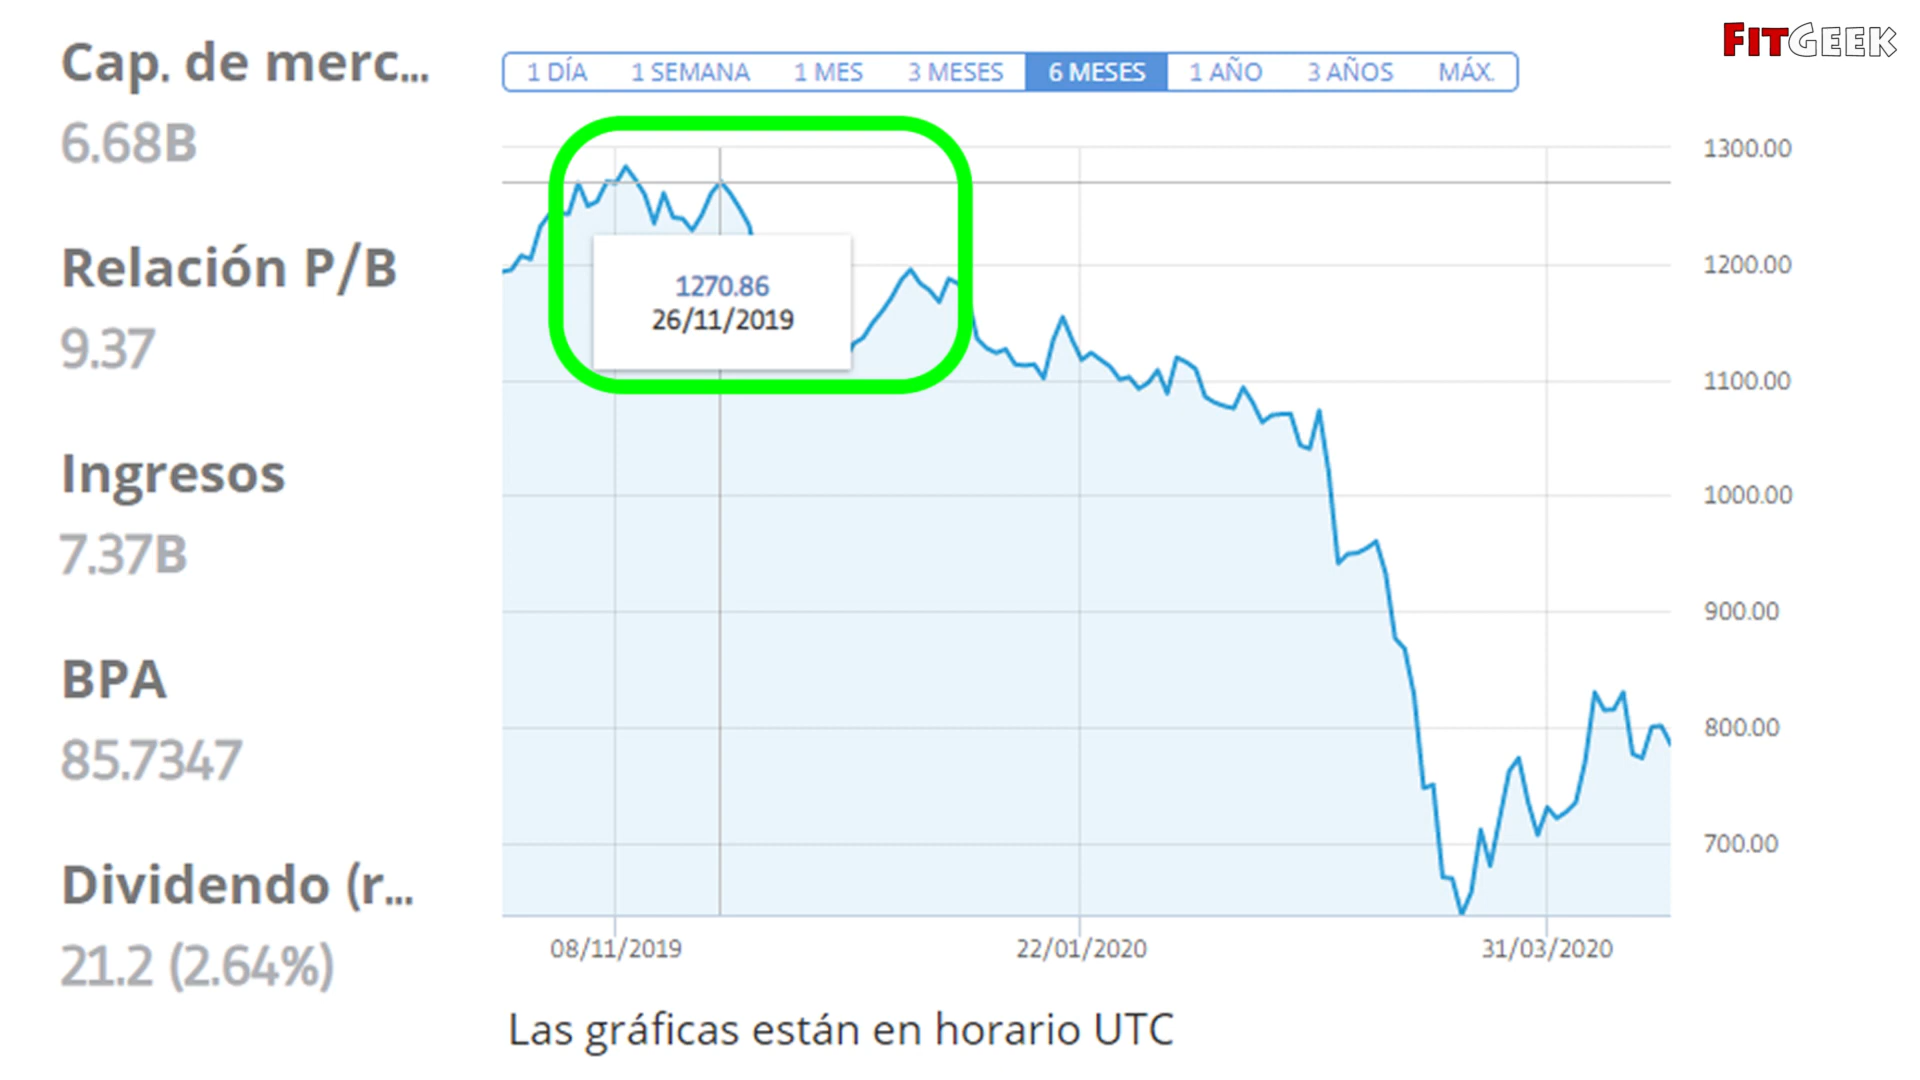 FITGEEK
Cap. de merc...
6.68B
Relación P/B
9.37
Ingresos
7.37B
BPA
85.7347
Dividendo (r...
21.2 (2.64%)
1 DÍA 1 SEMANA 1 MES 3 MESES 6 MESES 1 AÑO 3 AÑOS MÁX.
1270.86
26/11/2019
1300.00
1200.00
1100.00
1000.00
900.00
800.00
700.00
08/11/2019 22/01/2020 31/03/2020
Las gráficas están en horario UTC